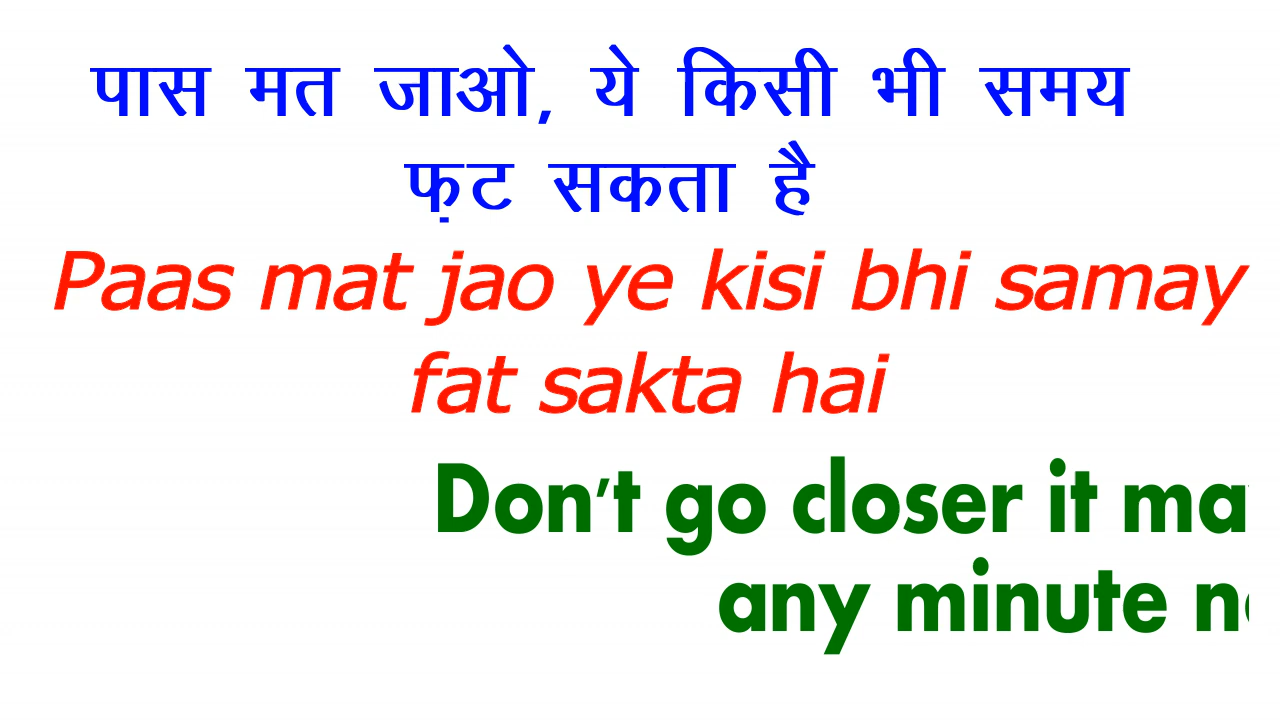 पास मत जाओ, ये किसी भी समय
फ़ट सकता है
Paas mat jao ye kisi bhi samay
fat sakta hai
Don't go closer it
any minute